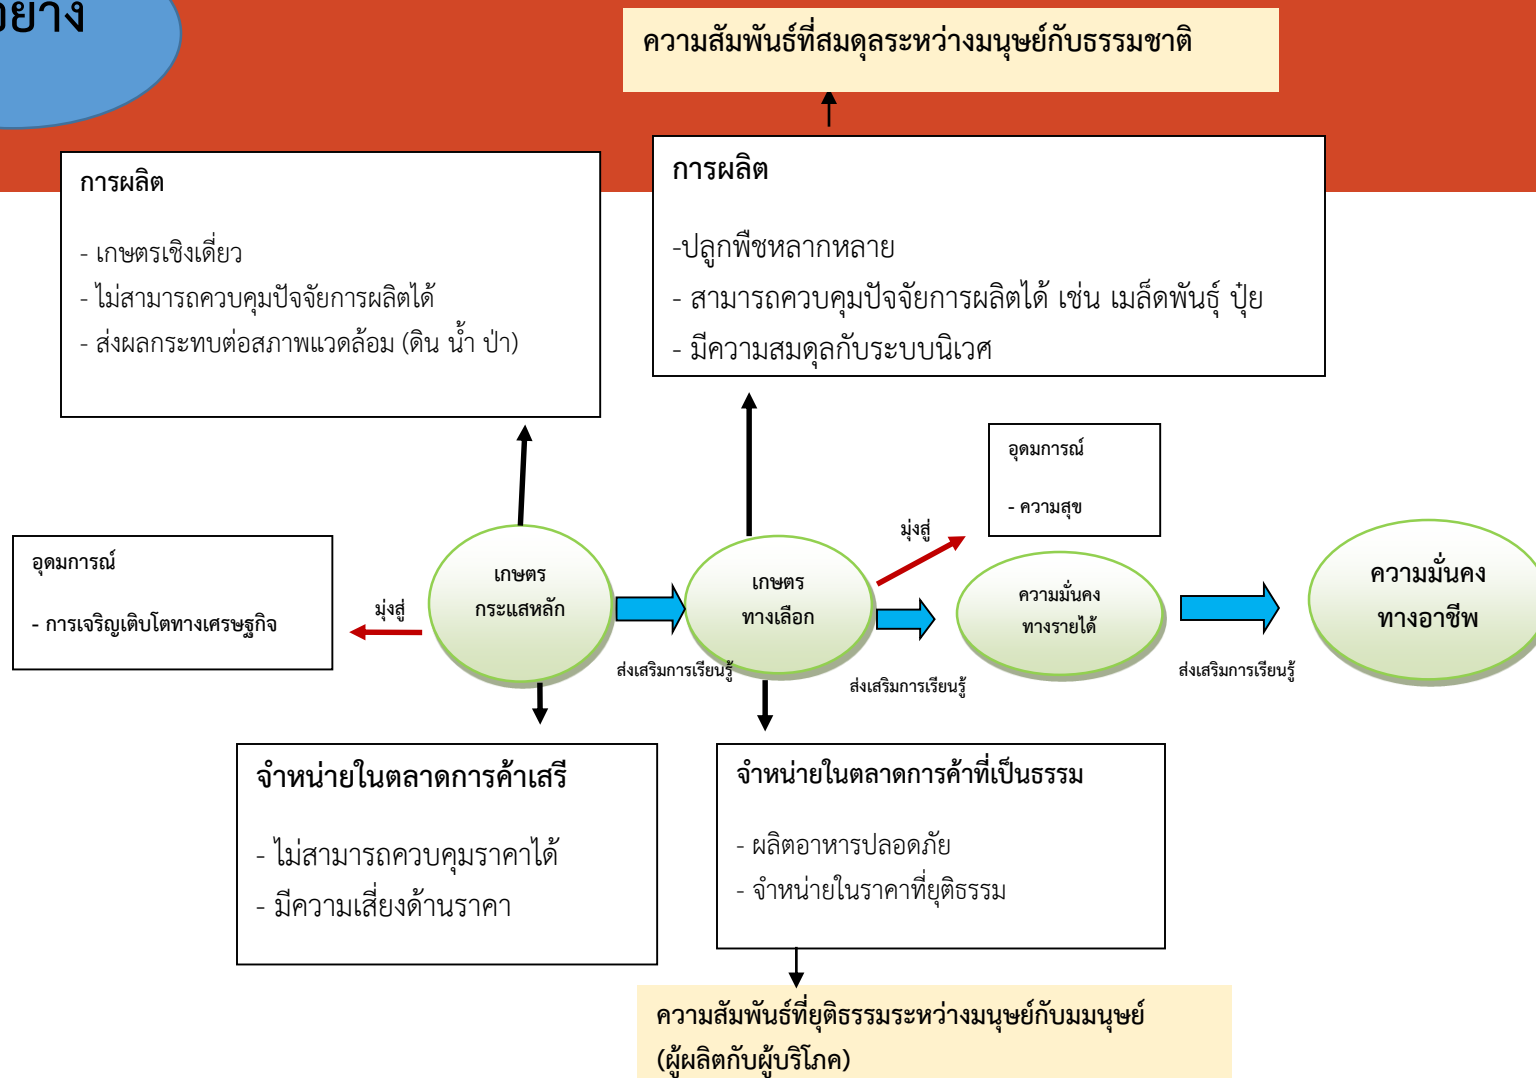 ความสัมพันธ์ที่สมดุลระหว่างมนุษย์กับธรรมชาติ
การผลิต
- เกษตรเชิงเดี่ยว
- ไม่สามารถควบคุมปัจจัยการผลิตได้
- ส่งผลกระทบต่อสภาพแวดล้อม (ดิน น้ำ ป่า)
การผลิต
-ปลูกพืชหลากหลาย
- สามารถควบคุมปัจจัยการผลิตได้ เช่น เมล็ดพันธุ์ ปุ๋ย
- มีความสมดุลกับระบบนิเวศ
อุดมการณ์
- ความสุข
มุ่งสู่
อุดมการณ์
- การเจริญเติบโตทางเศรษฐกิจ
มุ่งสู่
เกษตร
กระแสหลัก
ส่งเสริมการเรียนรู้
เกษตร
ทางเลือก
ส่งเสริมการเรียนรู้
ความมั่นคง
ทางรายได้
ส่งเสริมการเรียนรู้
ความมั่นคง
ทางอาชีพ
จำหน่ายในตลาดการค้าเสรี
- ไม่สามารถควบคุมราคาได้
- มีความเสี่ยงด้านราคา
จำหน่ายในตลาดการค้าที่เป็นธรรม
- ผลิตอาหารปลอดภัย
- จำหน่ายในราคาที่ยุติธรรม
ความสัมพันธ์ที่ยุติธรรมระหว่างมนุษย์กับมมนุษย์
(ผู้ผลิตกับผู้บริโภค)